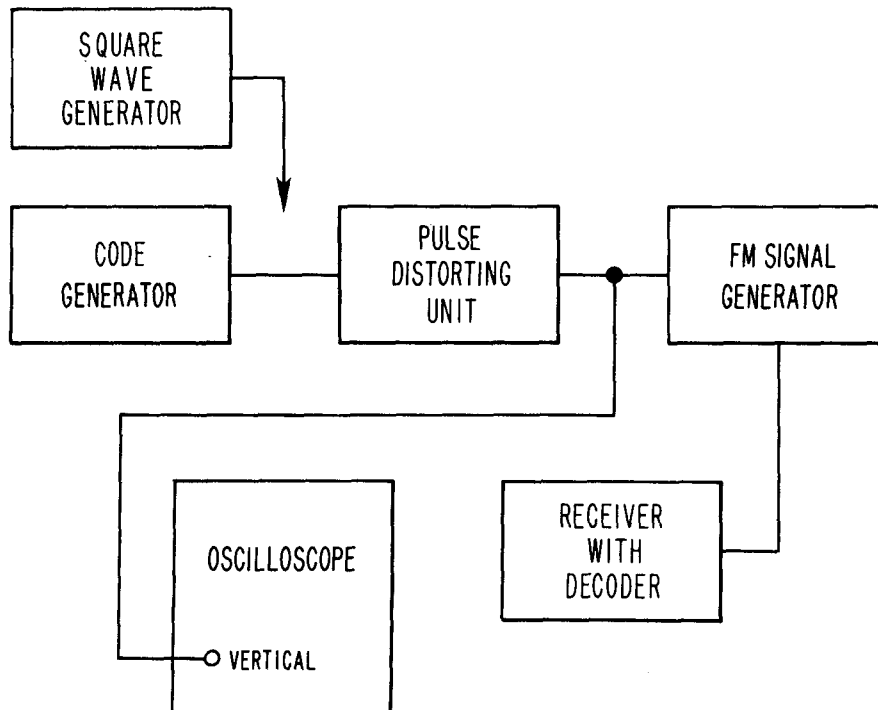 SQUARE
WAVE
GENERATOR
CODE
GENERATOR
PULSE
DISTORTING
UNIT
FM SIGNAL
GENERATOR
OSCILLOSCOPE
VERTICAL
RECEIVER
WITH
DECODER